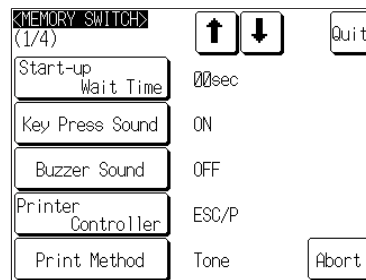 <MEMORY SWITCH>
(1/4)
Quit
Start-up
Wait Time
00sec
Key Press Sound
ON
Buzzer Sound
OFF
Printer
Controller
ESC/P
Print Method
Tone
Abort